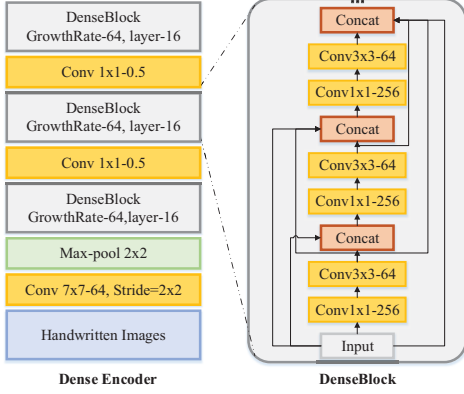 DenseBlock
GrowthRate-64, layer-16
Conv 1x1-0.5
DenseBlock
GrowthRate-64, layer-16
Conv 1x1-0.5
DenseBlock
GrowthRate-64,layer-16
Max-pool 2x2
Conv 7x7-64, Stride=2x2
Handwritten Images
Dense Encoder
...
Concat
Conv3x3-64
Conv1x1-256
Concat
Conv3x3-64
Conv1x1-256
Concat
Conv3x3-64
Conv1x1-256
Input
DenseBlock